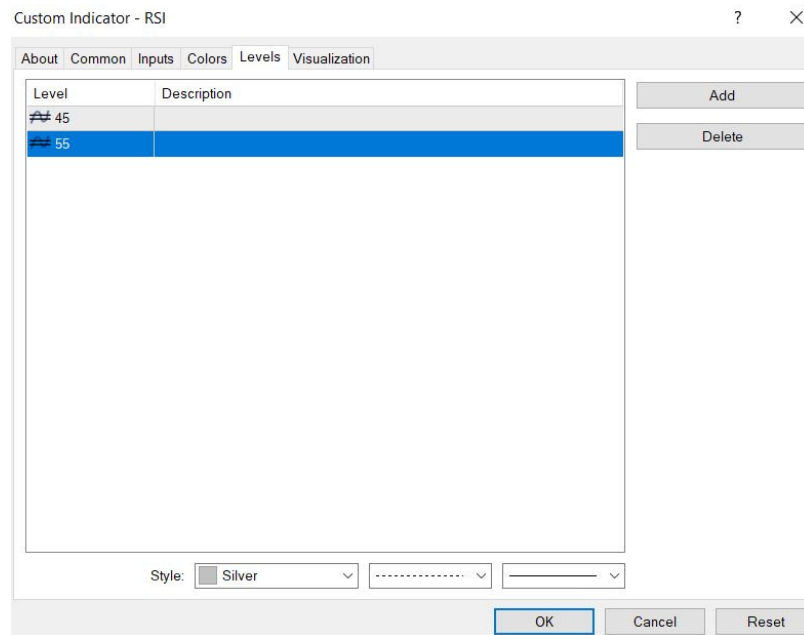 Custom Indicator - RSI ?
About Common Inputs Colors Levels Visualization
Level Description Add
45
55 Delete
Style: Silver
OK Cancel Reset